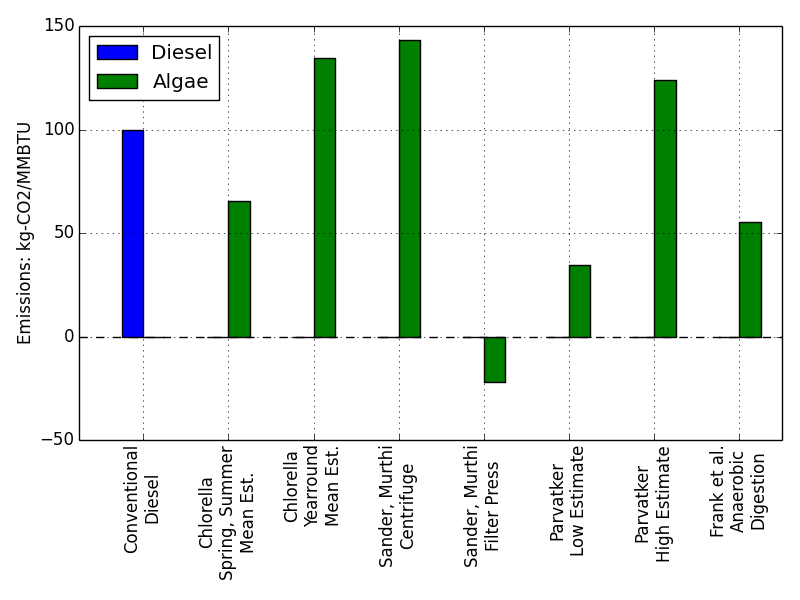 150
100
50
0
−50
Emissions: kg-CO2/MMBTU
Diesel
Algae
Conventional
Diesel
Chlorella
Spring, Summer
Mean Est.
Chlorella
Yearround
Mean Est.
Sander, Murthi
Centrifuge
Sander, Murthi
Filter Press
Parvatker
Low Estimate
Parvatker
High Estimate
Frank et al.
Anaerobic
Digestion